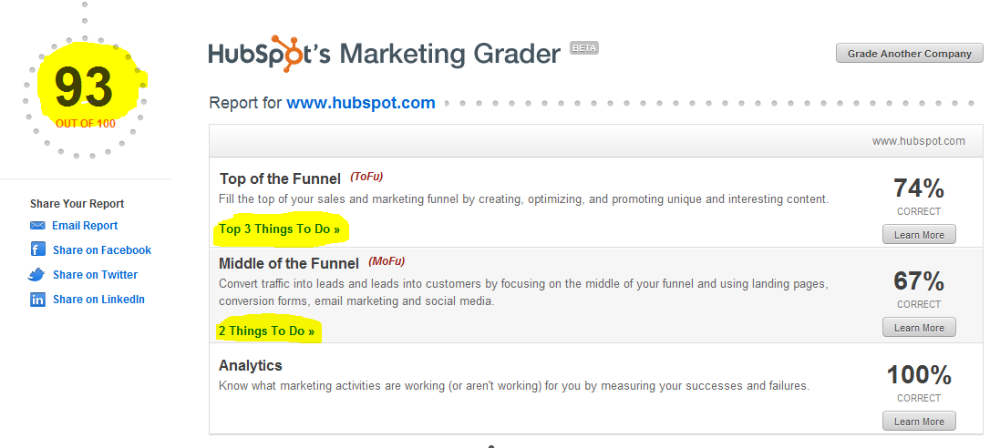 93
OUT OF 100
Share Your Report
Email Report
Share on Facebook
Share on Twitter
Share on LinkedIn
HubSpot's Marketing Grader BETA
Grade Another Company
Report for www.hubspot.com
www.hubspot.com
Top of the Funnel (ToFu)
Fill the top of your sales and marketing funnel by creating, optimizing, and promoting unique and interesting content.
Top 3 Things To Do »
74%
CORRECT
Learn More
Middle of the Funnel (MoFu)
Convert traffic into leads and leads into customers by focusing on the middle of your funnel and using landing pages,
conversion forms, email marketing and social media.
2 Things To Do »
67%
CORRECT
Learn More
Analytics
Know what marketing activities are working (or aren't working) for you by measuring your successes and failures.
100%
CORRECT
Learn More